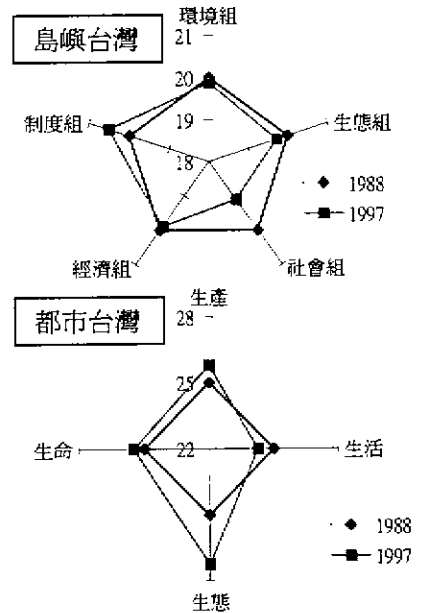 環境組
島嶼台灣
21
20
19
18
制度組
生態組
1988
1997
經濟組
社會組
生產
都市台灣
28
25
22
生命
生活
1988
1997
生態